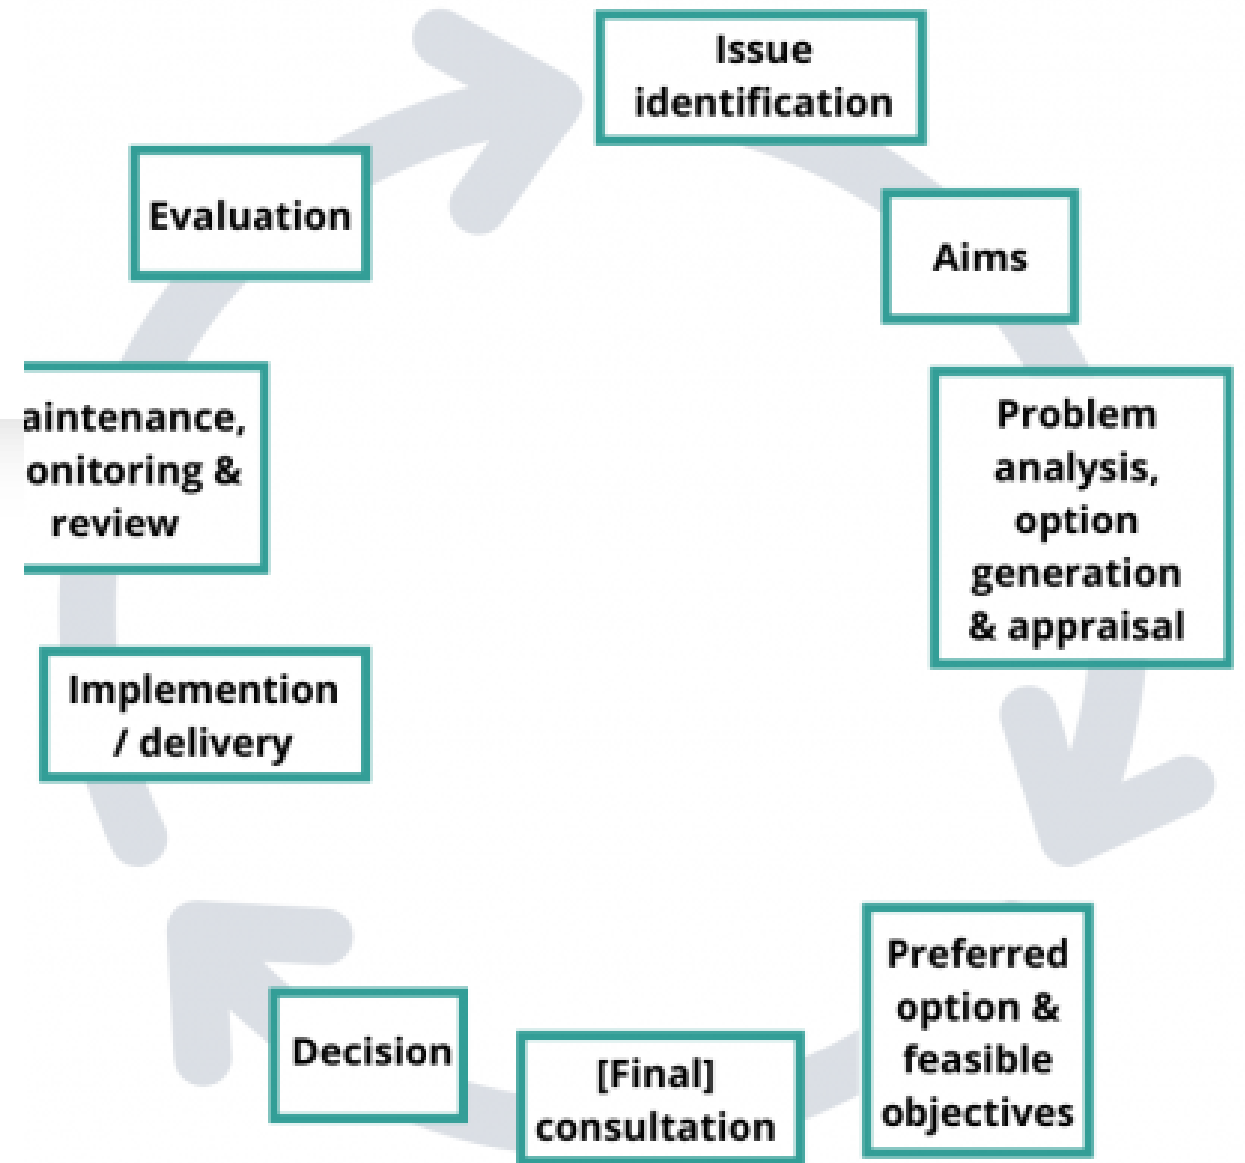 Issue
identification
Aims
Problem
analysis,
option
generation
& appraisal
Preferred
option &
feasible
objectives
[Final]
consultation
Decision
Implemention
/ delivery
aintenance,
onitoring &
review
Evaluation